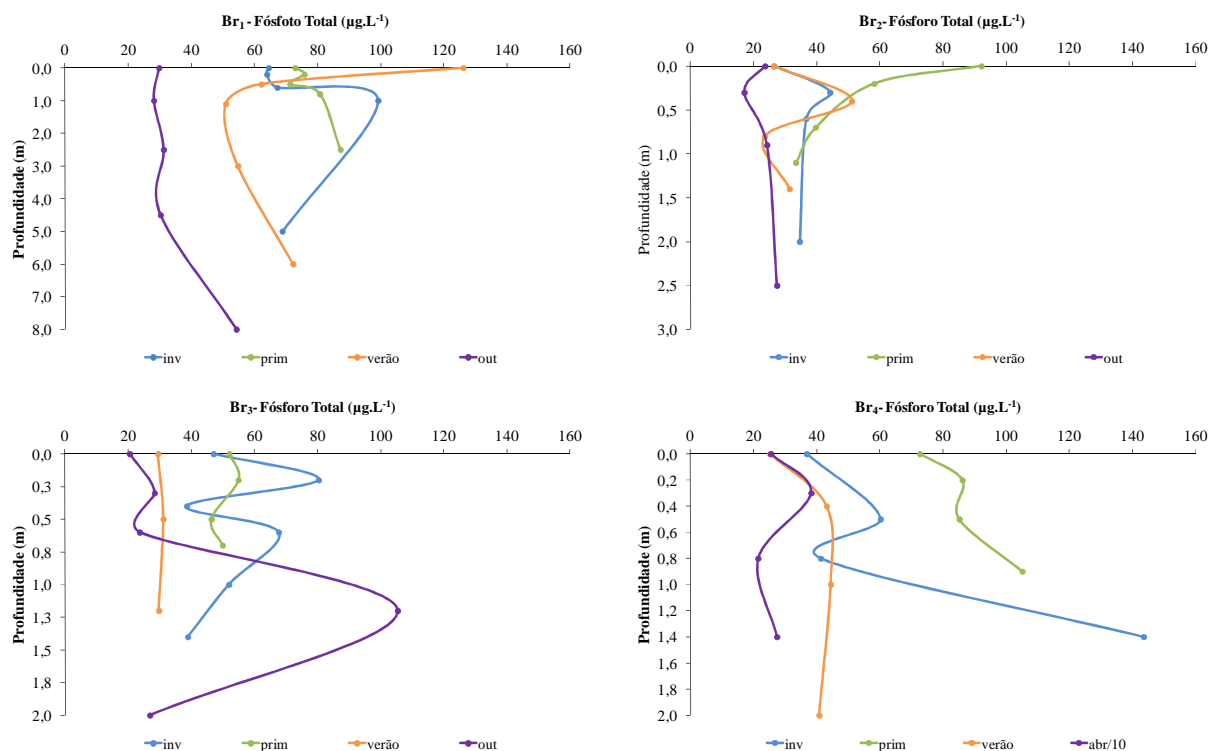 Br₁- Fósfoto Total (µg.L⁻¹)
0 20 40 60 80 100 120 140 160
Profundidade (m)
0,0
1,0
2,0
3,0
4,0
5,0
6,0
7,0
8,0
inv prim verão out
Br₂- Fósforo Total (µg.L⁻¹)
0 20 40 60 80 100 120 140 160
Profundidade (m)
0,0
0,5
1,0
1,5
2,0
2,5
3,0
inv prim verão out
Br₃- Fósforo Total (µg.L⁻¹)
0 20 40 60 80 100 120 140 160
Profundidade (m)
0,0
0,3
0,5
0,8
1,0
1,3
1,5
1,8
2,0
inv prim verão out
Br₄- Fósforo Total (µg.L⁻¹)
0 20 40 60 80 100 120 140 160
Profundidade (m)
0,0
0,2
0,4
0,6
0,8
1,0
1,2
1,4
1,6
1,8
2,0
inv prim verão abr/10